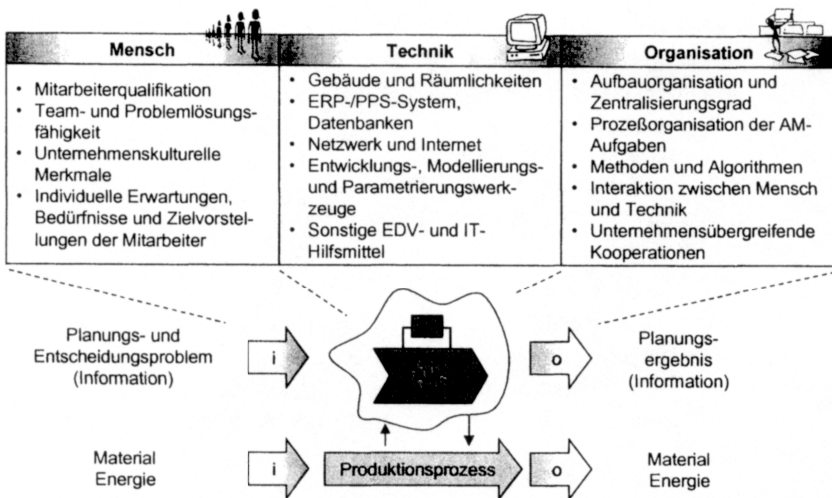 Mensch
• Mitarbeiterqualifikation
• Team- und Problemlösungs-
fähigkeit
• Unternehmenskulturelle
Merkmale
• Individuelle Erwartungen,
Bedürfnisse und Zielvorstel-
lungen der Mitarbeiter
Technik
• Gebäude und Räumlichkeiten
• ERP-/PPS-System,
Datenbanken
• Netzwerk und Internet
• Entwicklungs-, Modellierungs-
und Parametrierungswerk-
zeuge
• Sonstige EDV- und IT-
Hilfsmittel
Organisation
• Aufbauorganisation und
Zentralisierungsgrad
• Prozeßorganisation der AM-
Aufgaben
• Methoden und Algorithmen
• Interaktion zwischen Mensch
und Technik
• Unternehmensübergreifende
Kooperationen
Planungs- und
Entscheidungsproblem
(Information)
i
o
Planungs-
ergebnis
(Information)
Material
Energie
i
Produktionsprozess
o
Material
Energie